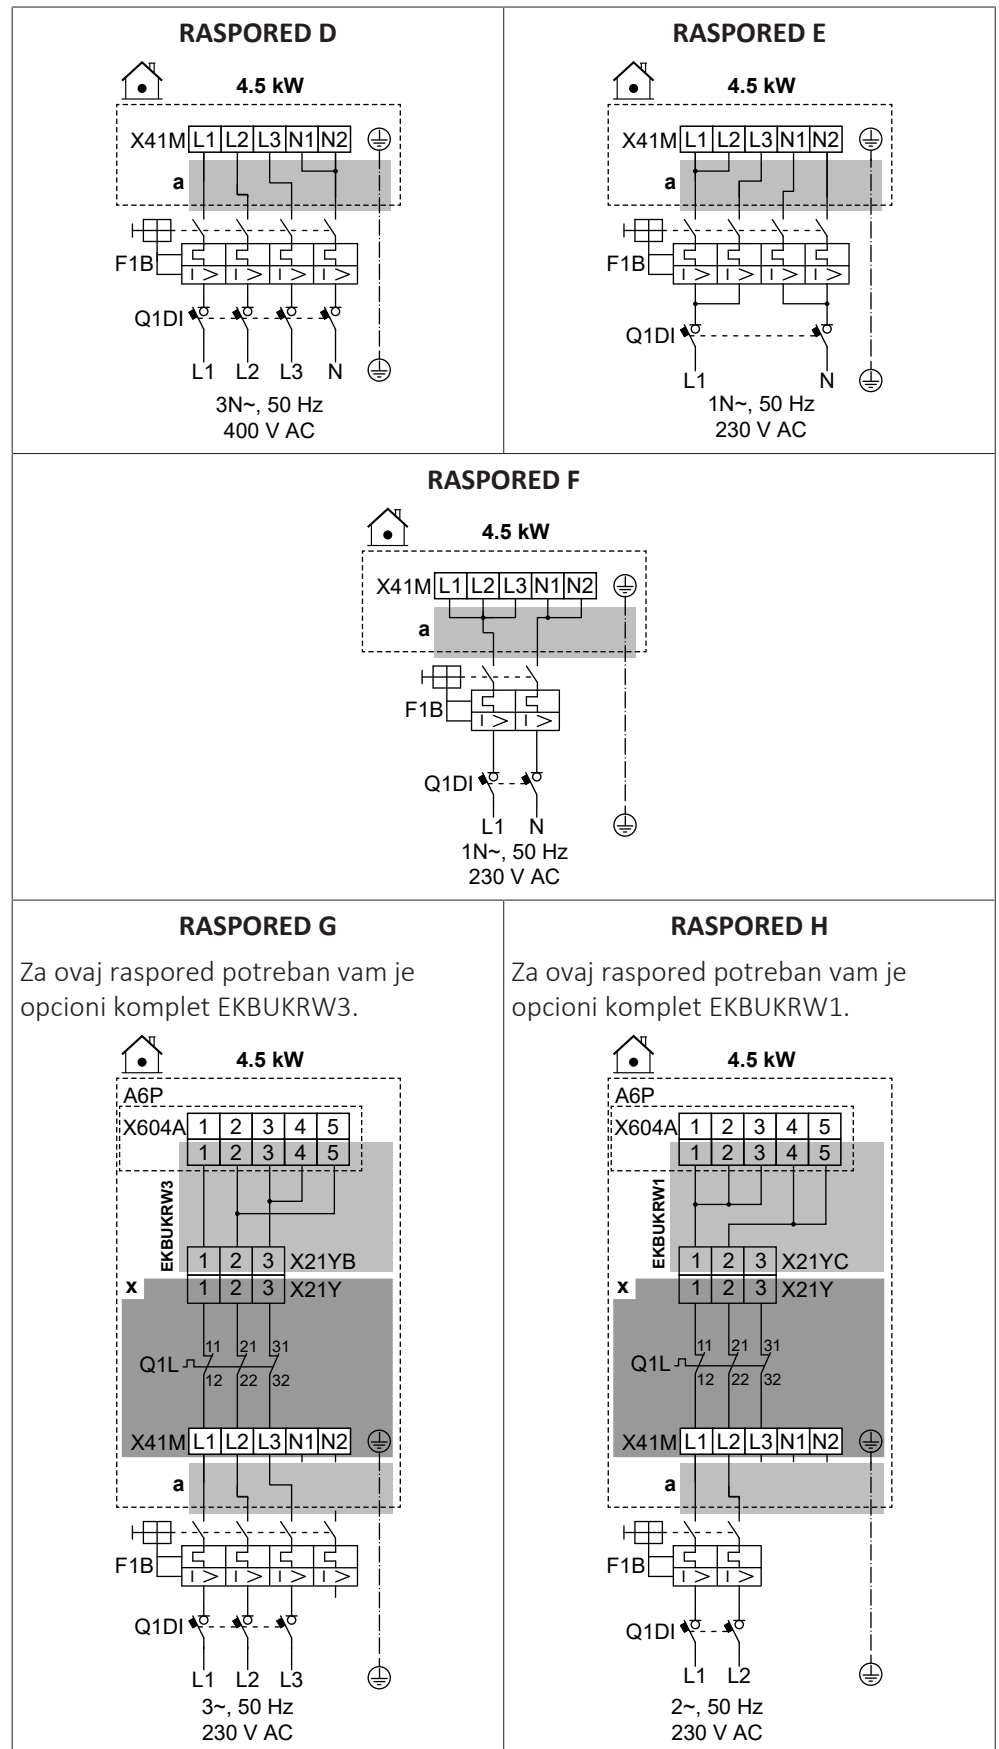 RASPORED D
4.5 kW
X41M L1 L2 L3 N1 N2
a
F1B
I > I > I > I >
Q1DI
L1 L2 L3 N
3N~, 50 Hz
400 V AC
RASPORED E
4.5 kW
X41M L1 L2 L3 N1 N2
a
F1B
I > I > I > I >
Q1DI
L1 N
1N~, 50 Hz
230 V AC
RASPORED F
4.5 kW
X41M L1 L2 L3 N1 N2
a
F1B
I > I >
Q1DI
L1 N
1N~, 50 Hz
230 V AC
RASPORED G
Za ovaj raspored potreban vam je
opcioni komplet EKBUKRW3.
4.5 kW
A6P
X604A 1 2 3 4 5
1 2 3 4 5
EKBUKRW3
1 2 3 X21YB
x
1 2 3 X21Y
11 21 31
Q1L
12 22 32
X41M L1 L2 L3 N1 N2
a
F1B
I > I > I > I >
Q1DI
L1 L2 L3
3~, 50 Hz
230 V AC
RASPORED H
Za ovaj raspored potreban vam je
opcioni komplet EKBUKRW1.
4.5 kW
A6P
X604A 1 2 3 4 5
1 2 3 4 5
EKBUKRW1
1 2 3 X21YC
x
1 2 3 X21Y
11 21 31
Q1L
12 22 32
X41M L1 L2 L3 N1 N2
a
F1B
I > I >
Q1DI
L1 L2
2~, 50 Hz
230 V AC